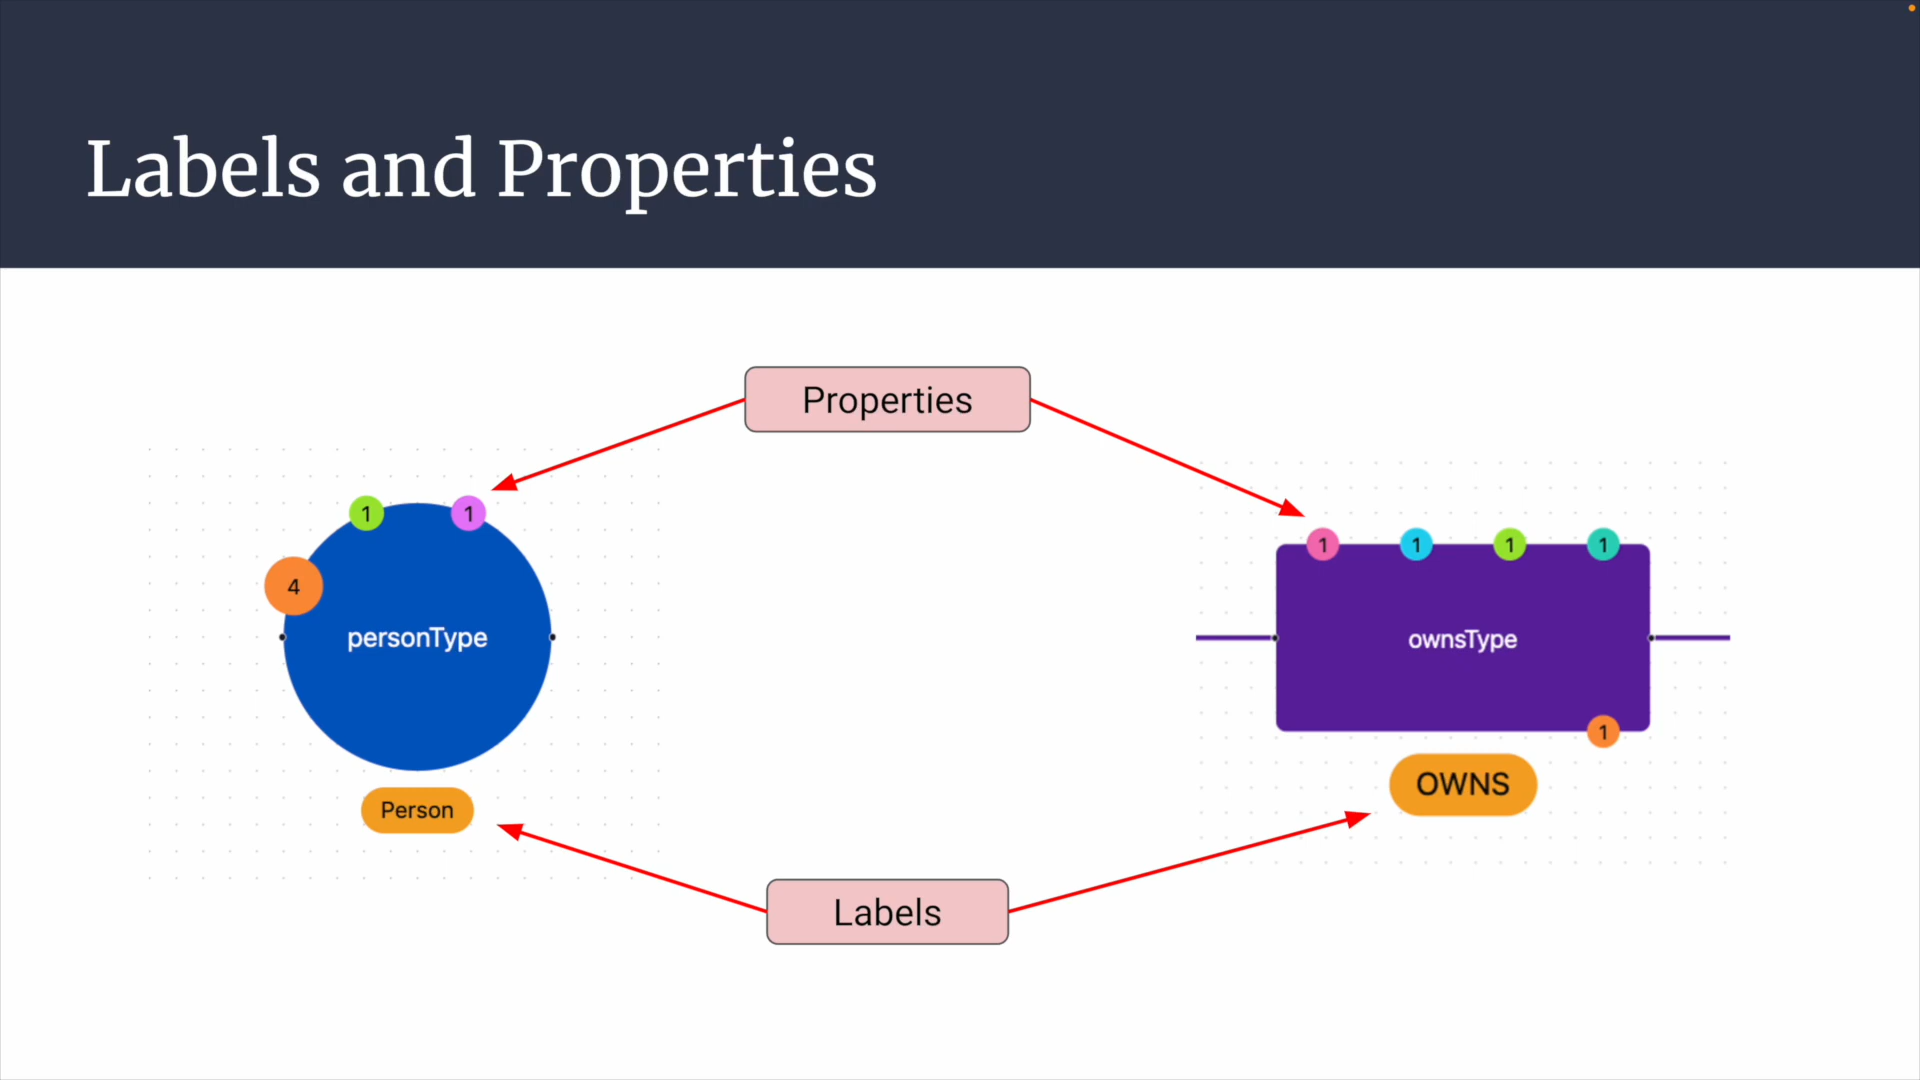 Labels and Properties
Properties
1 1
4
personType
Person
1 1 1 1
ownsType
1
OWNS
Labels